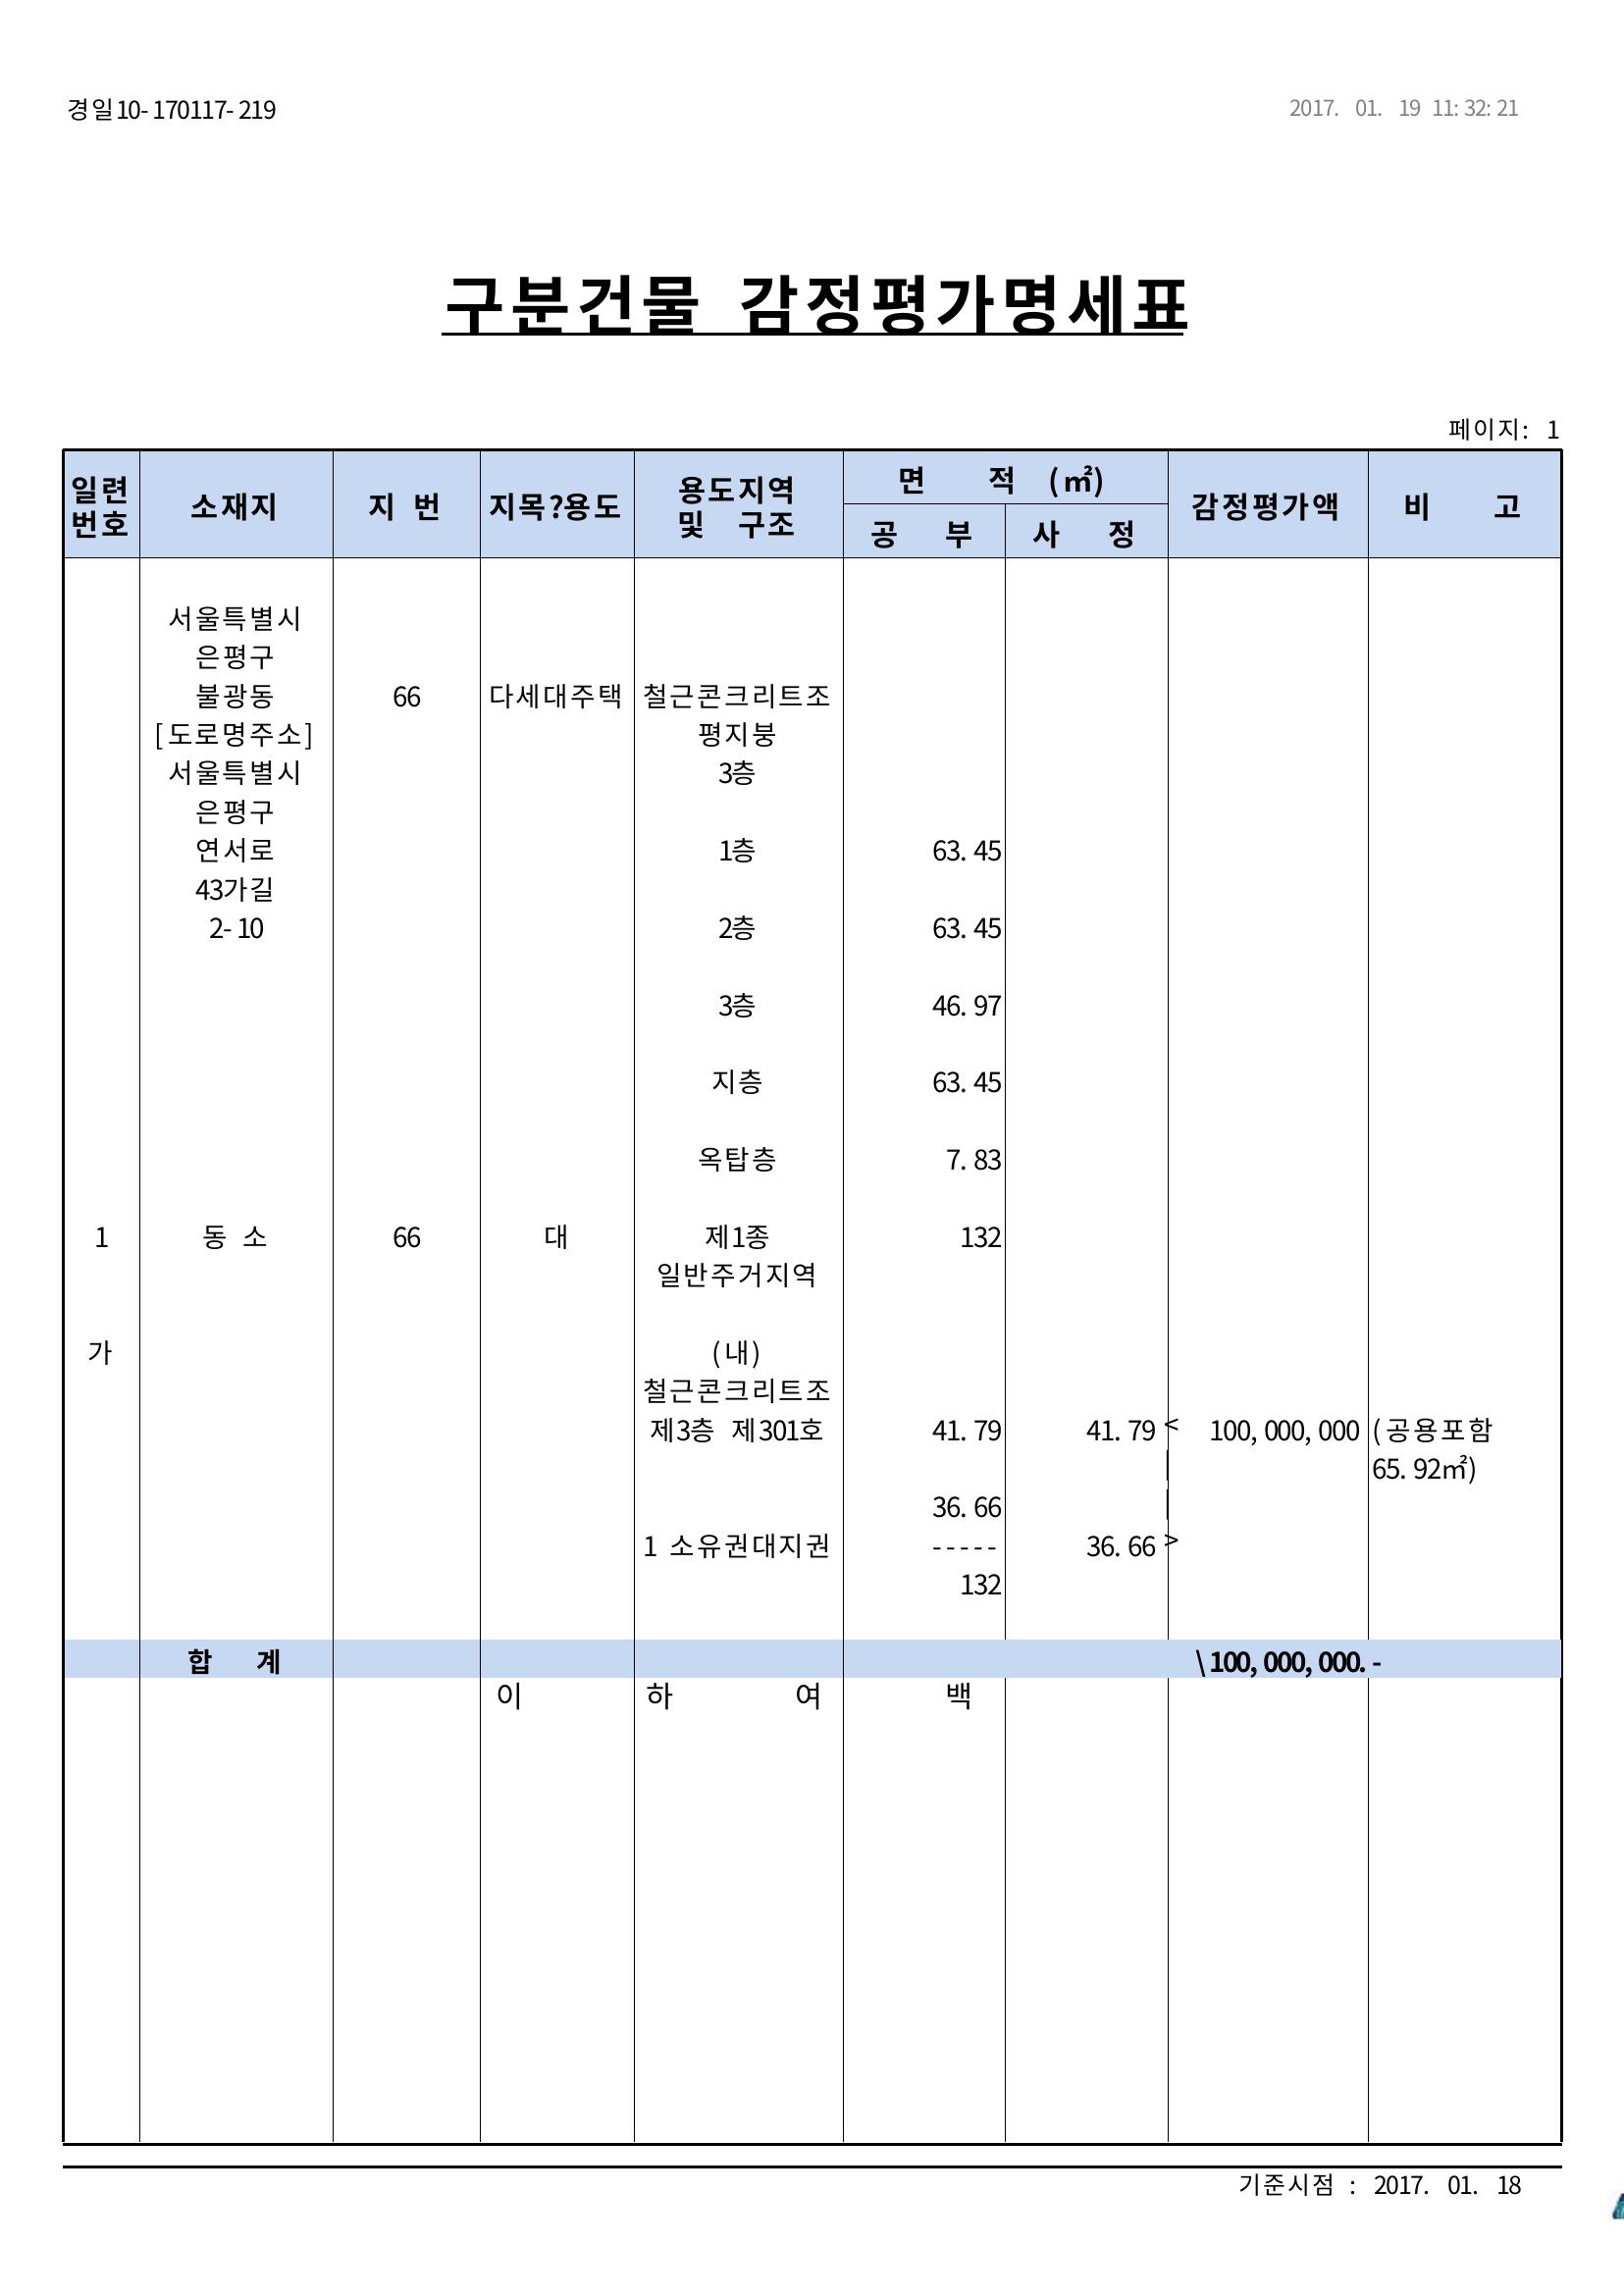 경일10-170117-219 2017. 01. 19 11:32:21
구분건물 감정평가명세표
페이지: 1
일련 번호 소재지 지 번 지목?용도 용도지역 및 구조 면 적 (㎡) 감정평가액 비 고
공 부 사 정
서울특별시
은평구
불광동 66 다세대주택 철근콘크리트조
[도로명주소] 평지붕
서울특별시 3층
은평구
연서로 1층 63.45
43가길
2-10 2층 63.45
3층 46.97
지층 63.45
옥탑층 7.83
1 동 소 66 대 제1종 132
일반주거지역
가 (내)
철근콘크리트조
제3층 제301호 41.79 41.79 < 100,000,000 (공용포함
| 65.92㎡)
36.66 |
1 소유권대지권 ----- 36.66 >
132
합 계 \100,000,000.-
이 하 여 백
기준시점 : 2017. 01. 18